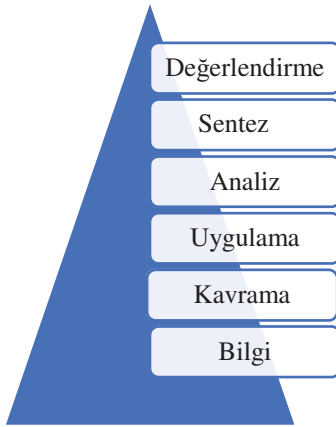 Değerlendirme
Sentez
Analiz
Uygulama
Kavrama
Bilgi